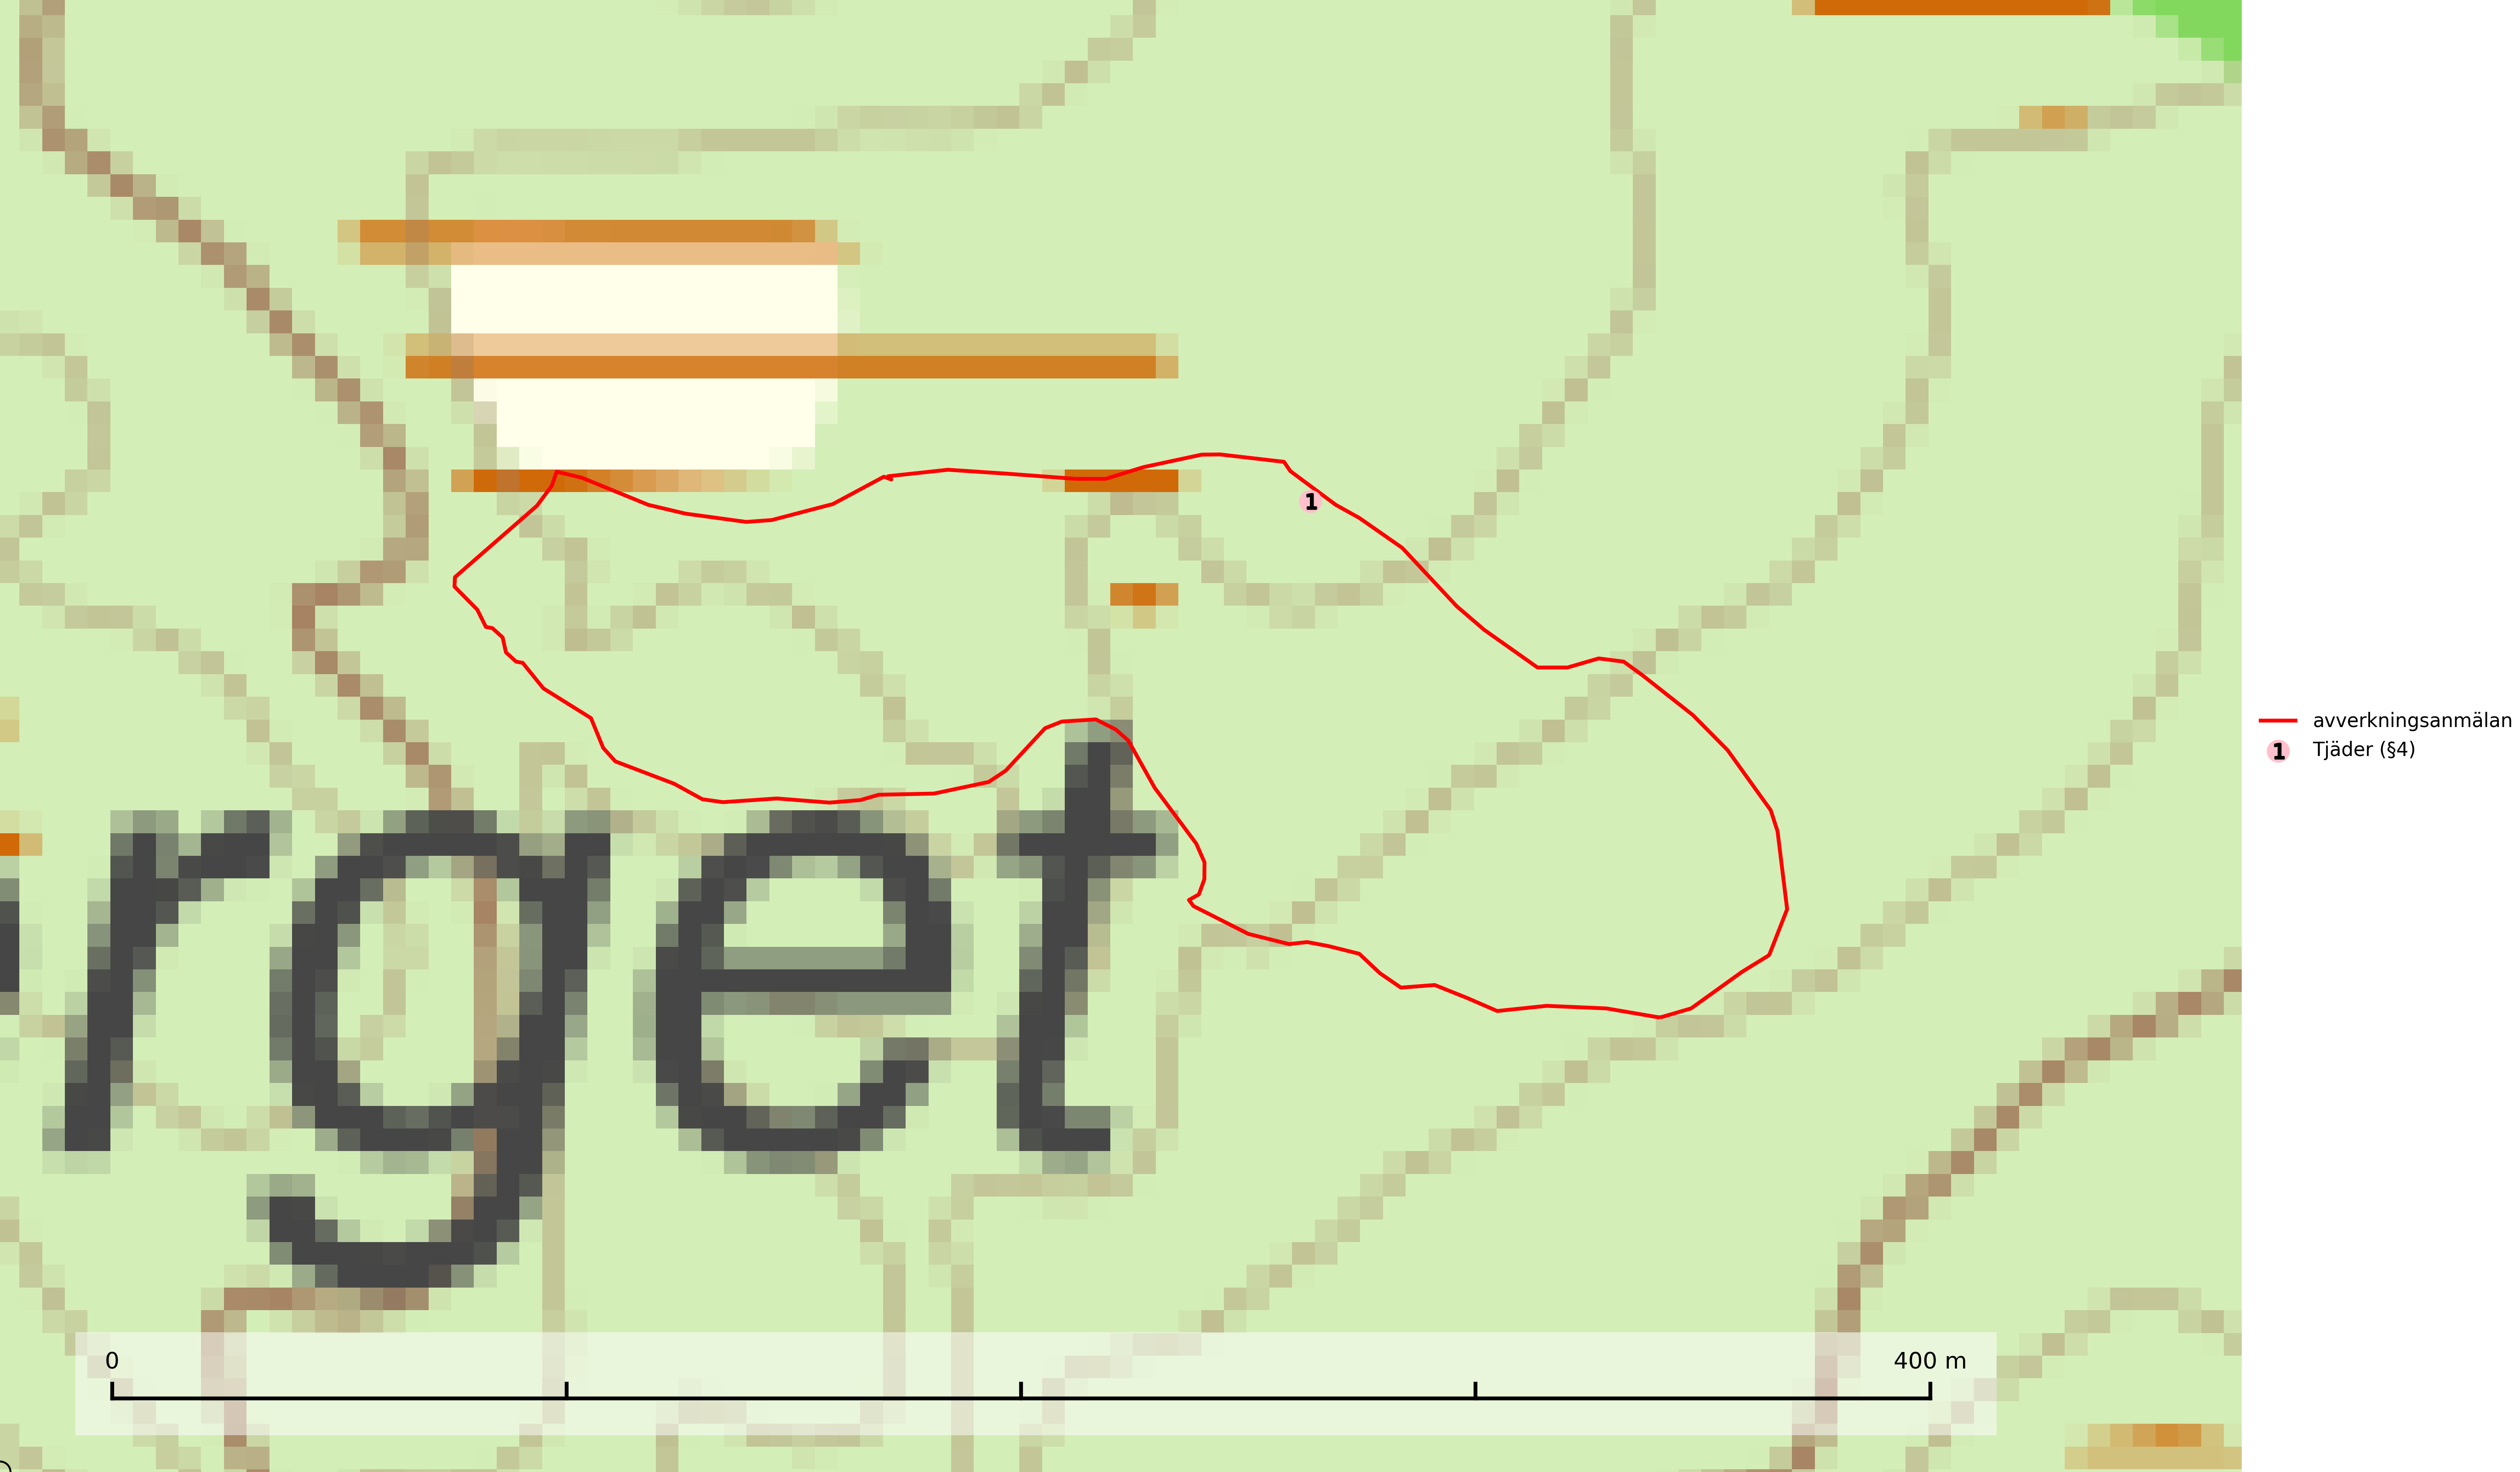 1
rget
0 400 m
avverkningsanmälan
1 Tjäder (§4)